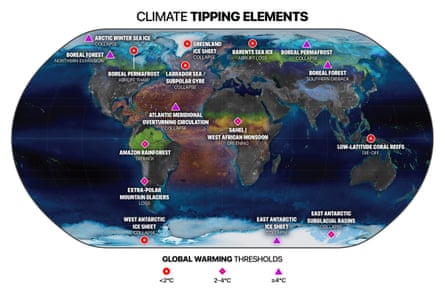 CLIMATE TIPPING ELEMENTS
ARCTIC WINTER SEA ICE
COLLAPSE
BOREAL FOREST
NORTHERN EXPANSION
BOREAL PERMAFROST
ABRUPT THAW
GREENLAND
ICE SHEET
COLLAPSE
LABRADOR SEA /
SUBPOLAR GYRE
COLLAPSE
BARENTS SEA ICE
ABRUPT LOSS
BOREAL PERMAFROST
COLLAPSE
BOREAL FOREST
SOUTHERN DIEBACK
ATLANTIC MERIDIONAL
OVERTURNING CIRCULATION
COLLAPSE
SAHEL |
WEST AFRICAN MONSOON
GREENING
LOW-LATITUDE CORAL REEFS
DIE-OFF
AMAZON RAINFOREST
DIEBACK
EXTRA-POLAR
MOUNTAIN GLACIERS
LOSS
WEST ANTARCTIC
ICE SHEET
COLLAPSE
EAST ANTARCTIC
ICE SHEET
COLLAPSE
EAST ANTARCTIC
SUBGLACIAL BASINS
COLLAPSE
GLOBAL WARMING THRESHOLDS
<2°C
2–4°C
≥4°C